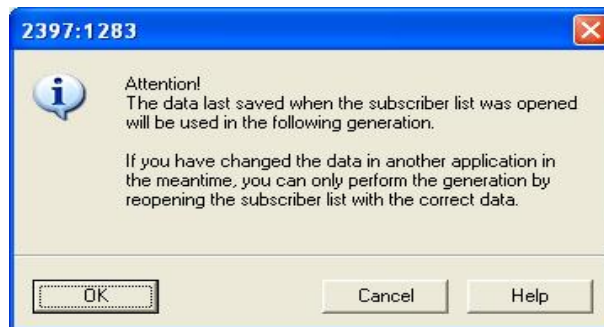 2397:1283
Attention!
The data last saved when the subscriber list was opened
will be used in the following generation.
If you have changed the data in another application in
the meantime, you can only perform the generation by
reopening the subscriber list with the correct data.
OK
Cancel
Help